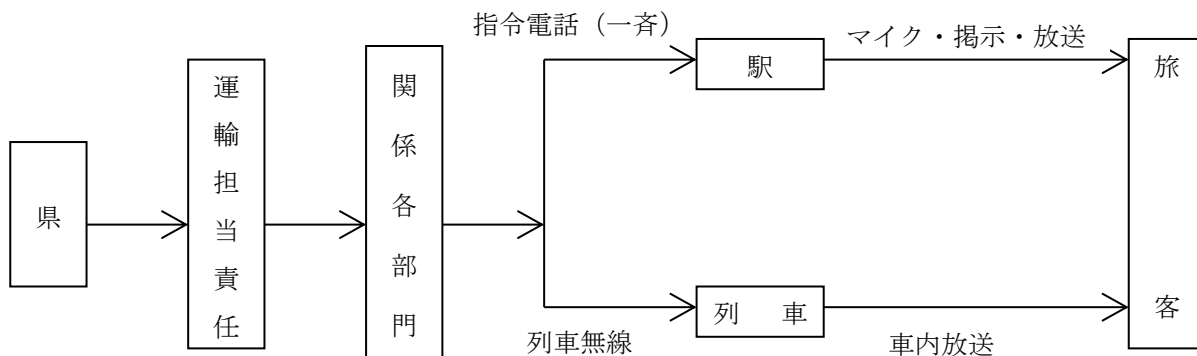 県
運輸担当責任
関係各部門
指令電話（一斉）
駅
マイク・掲示・放送
列車無線
列　車
車内放送
旅客